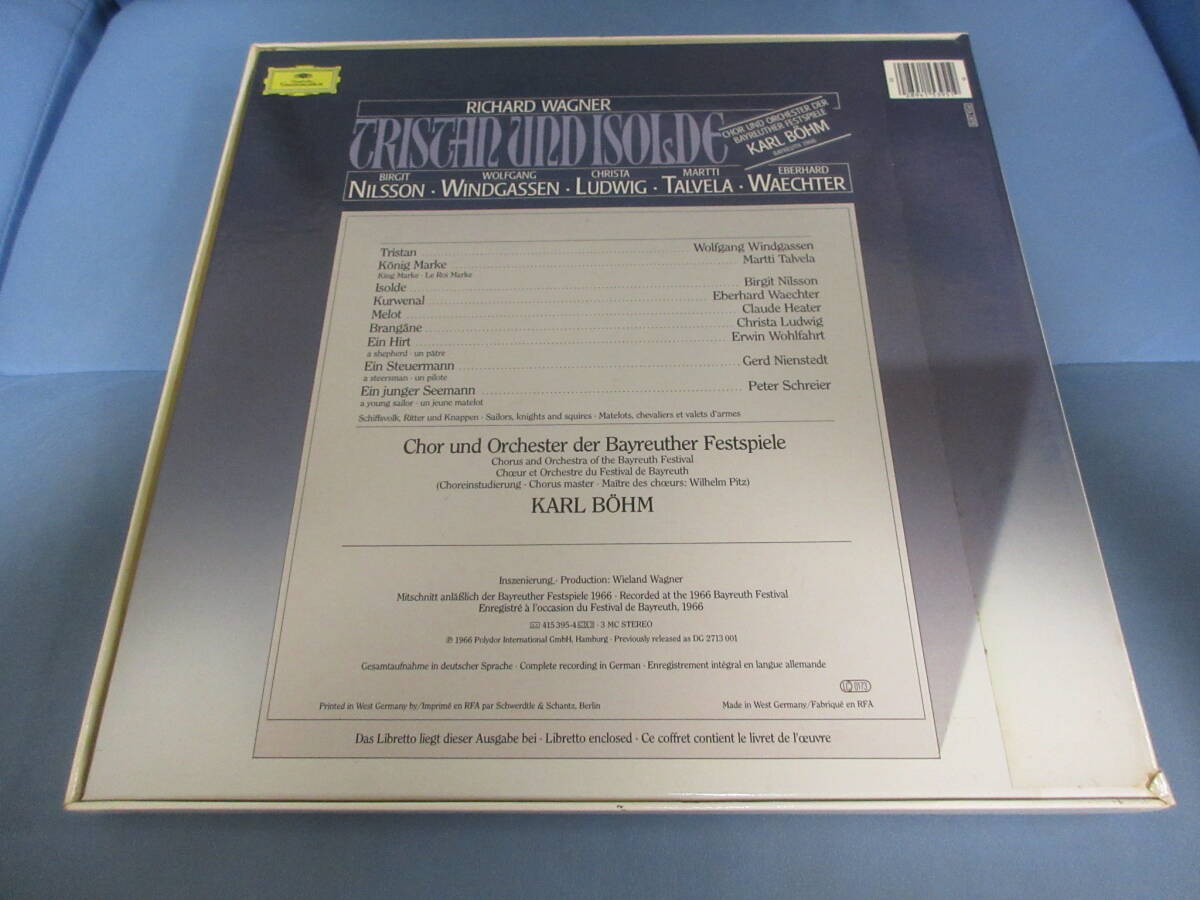 Deutsche
Grammophon
RICHARD WAGNER
TRISTAN UND ISOLDE
CHOR UND ORCHESTER DER
BAYREUTHER FESTSPIELE
KARL BÖHM
BAYREUTH 1966
BIRGIT NILSSON · WOLFGANG WINDGASSEN · CHRISTA LUDWIG · MARTTI TALVELA · EBERHARD WAECHTER
Tristan Wolfgang Windgassen
König Marke Martti Talvela
King Marke · Le Roi Marke
Isolde Birgit Nilsson
Kurwenal Eberhard Waechter
Melot Claude Heater
Brangäne Christa Ludwig
Ein Hirt Erwin Wohlfahrt
a shepherd · un pâtre
Ein Steuermann Gerd Nienstedt
a steersman · un pilote
Ein junger Seemann Peter Schreier
a young sailor · un jeune matelot
Schiffsvolk, Ritter und Knappen · Sailors, knights and squires · Matelots, chevaliers et valets d'armes
Chor und Orchester der Bayreuther Festspiele
Chorus and Orchestra of the Bayreuth Festival
Chœur et Orchestre du Festival de Bayreuth
(Choreinstudierung · Chorus master · Maître des chœurs: Wilhelm Pitz)
KARL BÖHM
Inszenierung · Production: Wieland Wagner
Mitschnitt anläßlich der Bayreuther Festspiele 1966 · Recorded at the 1966 Bayreuth Festival
Enregistré à l'occasion du Festival de Bayreuth, 1966
415 395-4 · 3 MC STEREO
℗ 1966 Polydor International GmbH, Hamburg · Previously released as DG 2713 001
Gesamtaufnahme in deutscher Sprache · Complete recording in German · Enregistrement intégral en langue allemande
LC 0173
Printed in West Germany by/Imprimé en RFA par Schwerdtle & Schantz, Berlin Made in West Germany/Fabriqué en RFA
Das Libretto liegt dieser Ausgabe bei · Libretto enclosed · Ce coffret contient le livret de l'œuvre